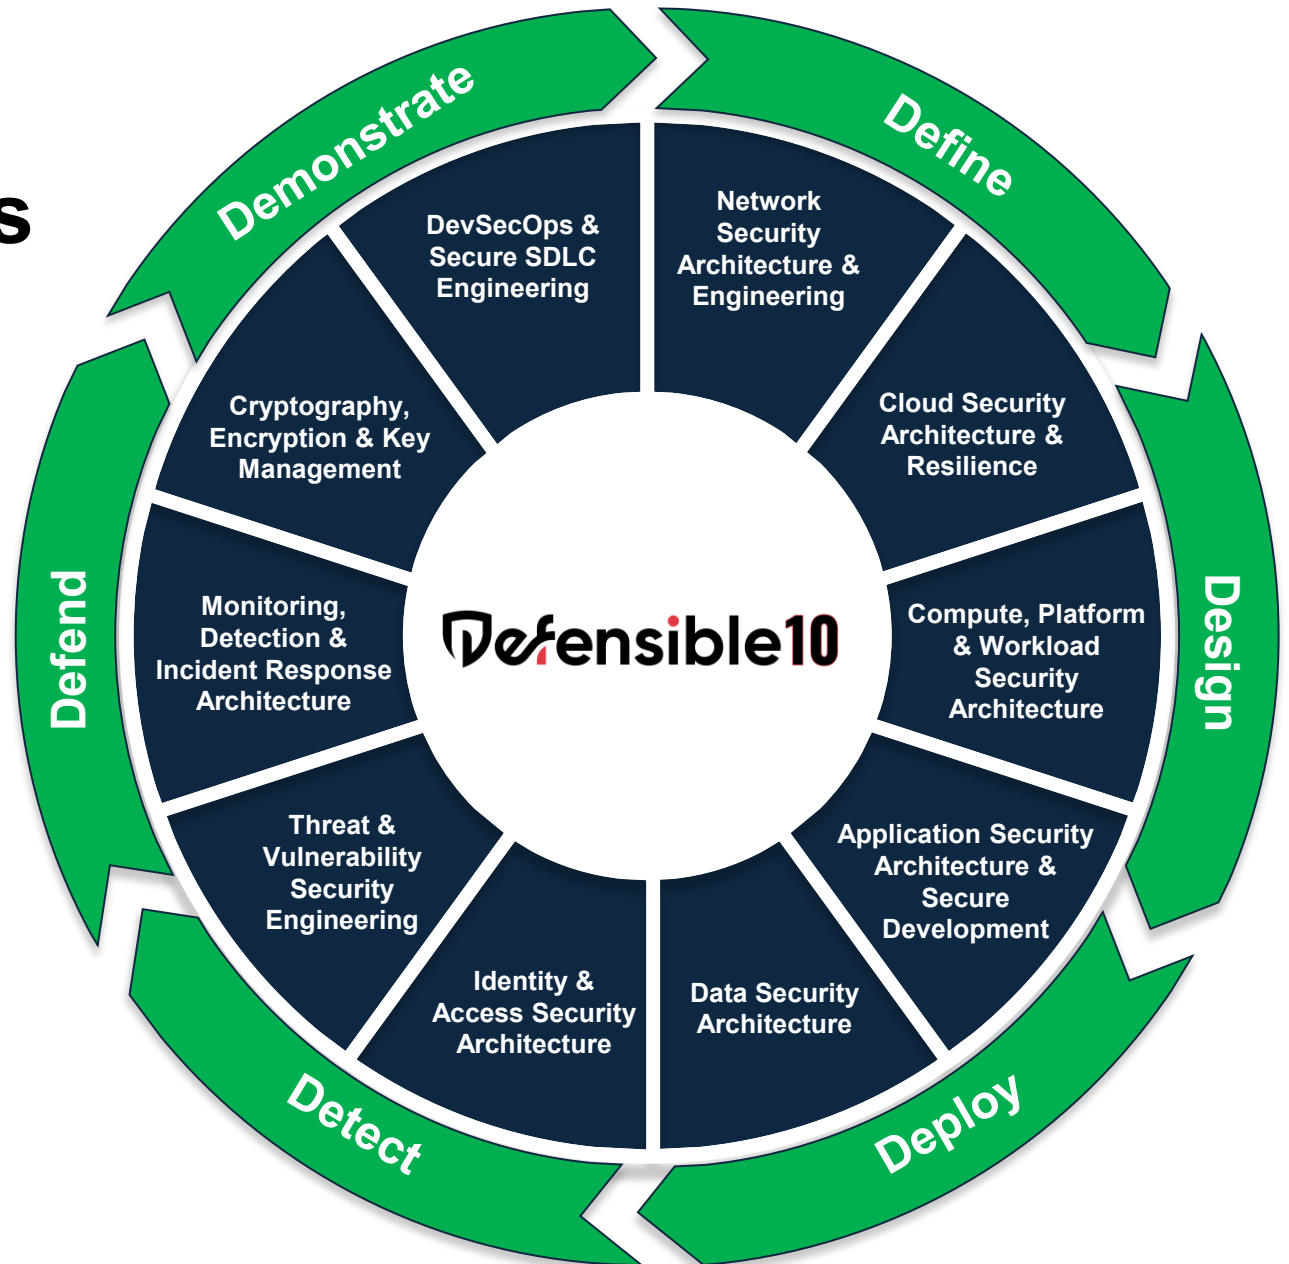 s
Demonstrate
Define
Design
Deploy
Detect
Defend
Network
Security
Architecture &
Engineering
Cloud Security
Architecture &
Resilience
Compute, Platform
& Workload
Security
Architecture
Application Security
Architecture &
Secure
Development
Data Security
Architecture
Identity &
Access Security
Architecture
Threat &
Vulnerability
Security
Engineering
Monitoring,
Detection &
Incident Response
Architecture
Cryptography,
Encryption & Key
Management
DevSecOps &
Secure SDLC
Engineering
Defensible10